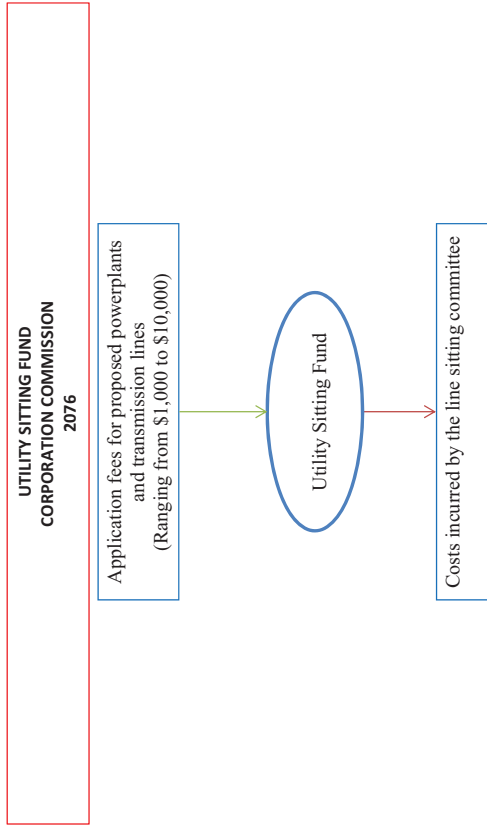 UTILITY SITTING FUND
CORPORATION COMMISSION
2076
Application fees for proposed powerplants
and transmission lines
(Ranging from $1,000 to $10,000)
Utility Sitting Fund
Costs incurred by the line sitting committee